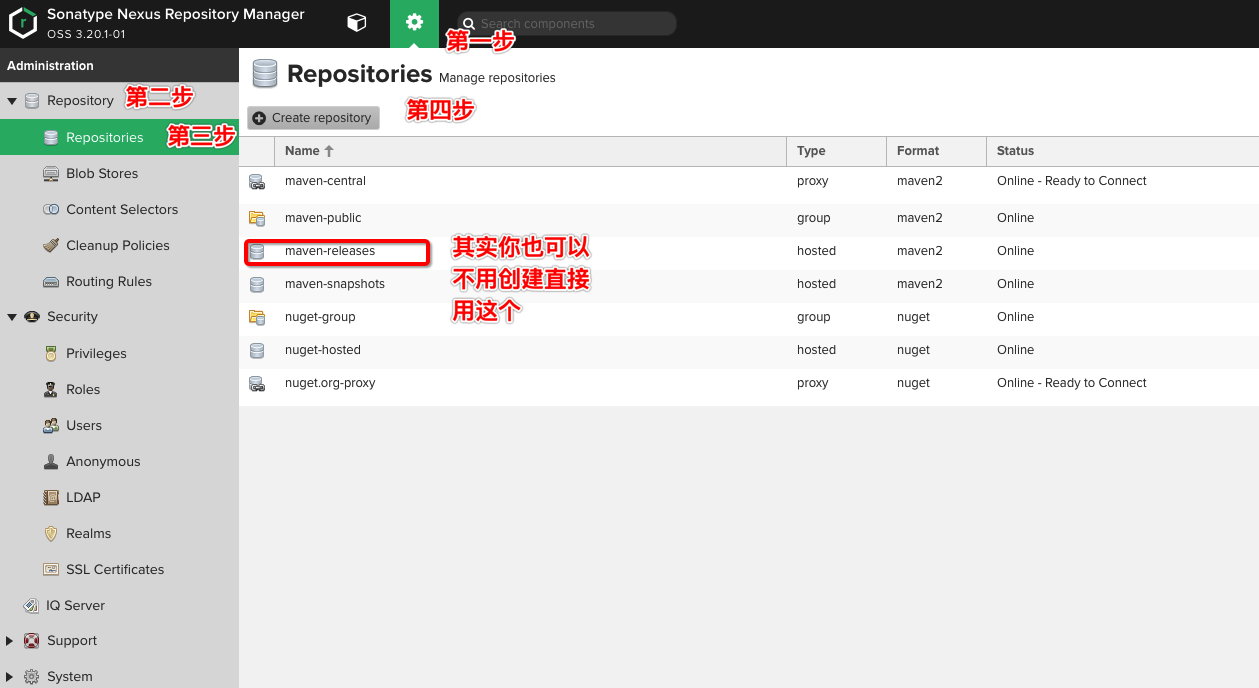 Sonatype Nexus Repository Manager
OSS 3.20.1-01
Search components
第一步
Administration
Repository
第二步
Repositories
第三步
Blob Stores
Content Selectors
Cleanup Policies
Routing Rules
Security
Privileges
Roles
Users
Anonymous
LDAP
Realms
SSL Certificates
IQ Server
Support
System
Repositories Manage repositories
Create repository
第四步
Name Type Format Status
maven-central proxy maven2 Online - Ready to Connect
maven-public group maven2 Online
maven-releases hosted maven2 Online
maven-snapshots hosted maven2 Online
nuget-group group nuget Online
nuget-hosted hosted nuget Online
nuget.org-proxy proxy nuget Online - Ready to Connect
其实你也可以
不用创建直接
用这个